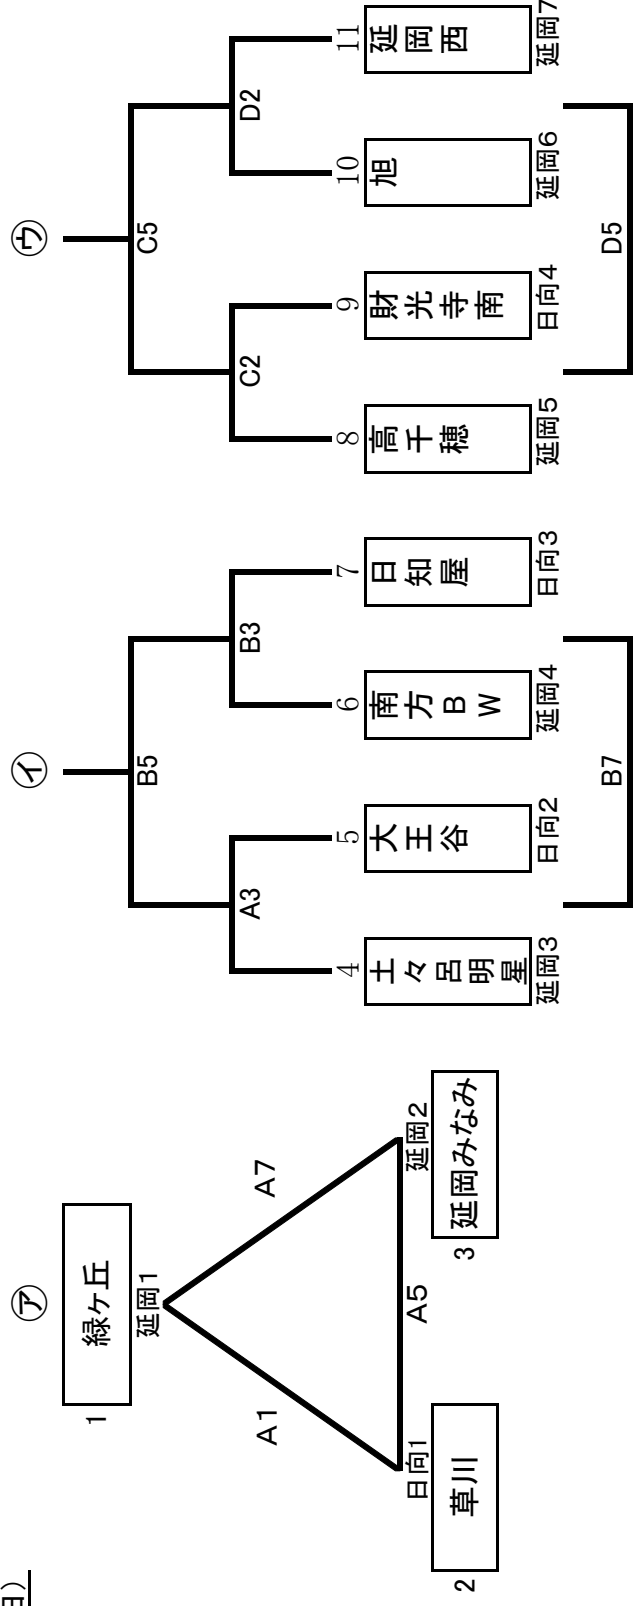 日）
㋐
1
緑ヶ丘
延岡1
A1
A7
A5
日向1
2
草川
延岡2
3
延岡みなみ
㋑
B5
A3
B3
4
土々呂明星
延岡3
5
大王谷
日向2
6
南方BW
延岡4
7
日知屋
日向3
B7
㋒
C5
C2
D2
8
高千穂
延岡5
9
財光寺南
日向4
10
旭
延岡6
11
延岡西
延岡7
D5